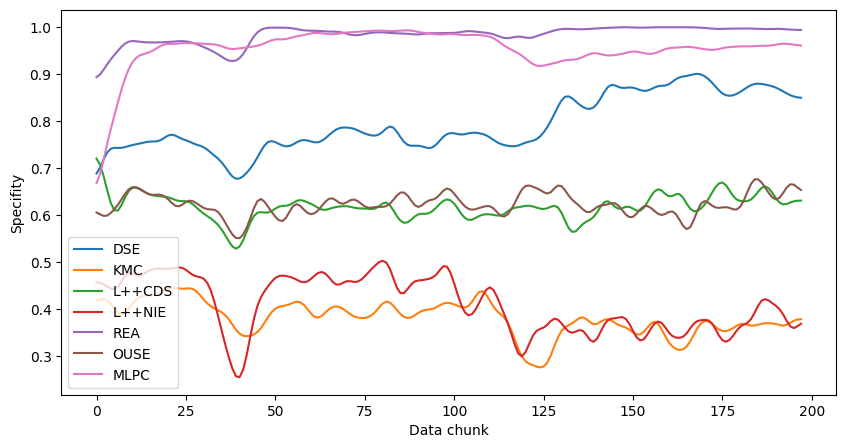 1.0
0.9
0.8
0.7
0.6
0.5
0.4
0.3
Specifity
DSE
KMC
L++CDS
L++NIE
REA
OUSE
MLPC
0 25 50 75 100 125 150 175 200
Data chunk